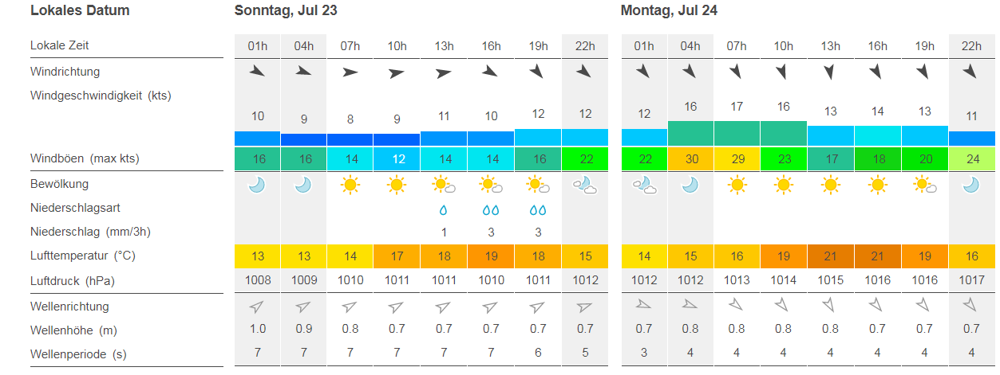 Lokales Datum Sonntag, Jul 23 Montag, Jul 24
Lokale Zeit 01h 04h 07h 10h 13h 16h 19h 22h 01h 04h 07h 10h 13h 16h 19h 22h
Windrichtung
Windgeschwindigkeit (kts) 10 9 8 9 11 10 12 12 12 16 17 16 13 14 13 11
Windböen (max kts) 16 16 14 12 14 14 16 22 22 30 29 23 17 18 20 24
Bewölkung
Niederschlagsart
Niederschlag (mm/3h) 1 3 3
Lufttemperatur (°C) 13 13 14 17 18 19 18 15 14 15 16 19 21 21 19 16
Luftdruck (hPa) 1008 1009 1010 1011 1011 1010 1011 1012 1012 1012 1013 1014 1015 1016 1016 1017
Wellenrichtung
Wellenhöhe (m) 1.0 0.9 0.8 0.7 0.7 0.7 0.7 0.7 0.7 0.8 0.8 0.8 0.8 0.7 0.7 0.7
Wellenperiode (s) 7 7 7 7 7 7 6 5 3 4 4 4 4 4 4 4